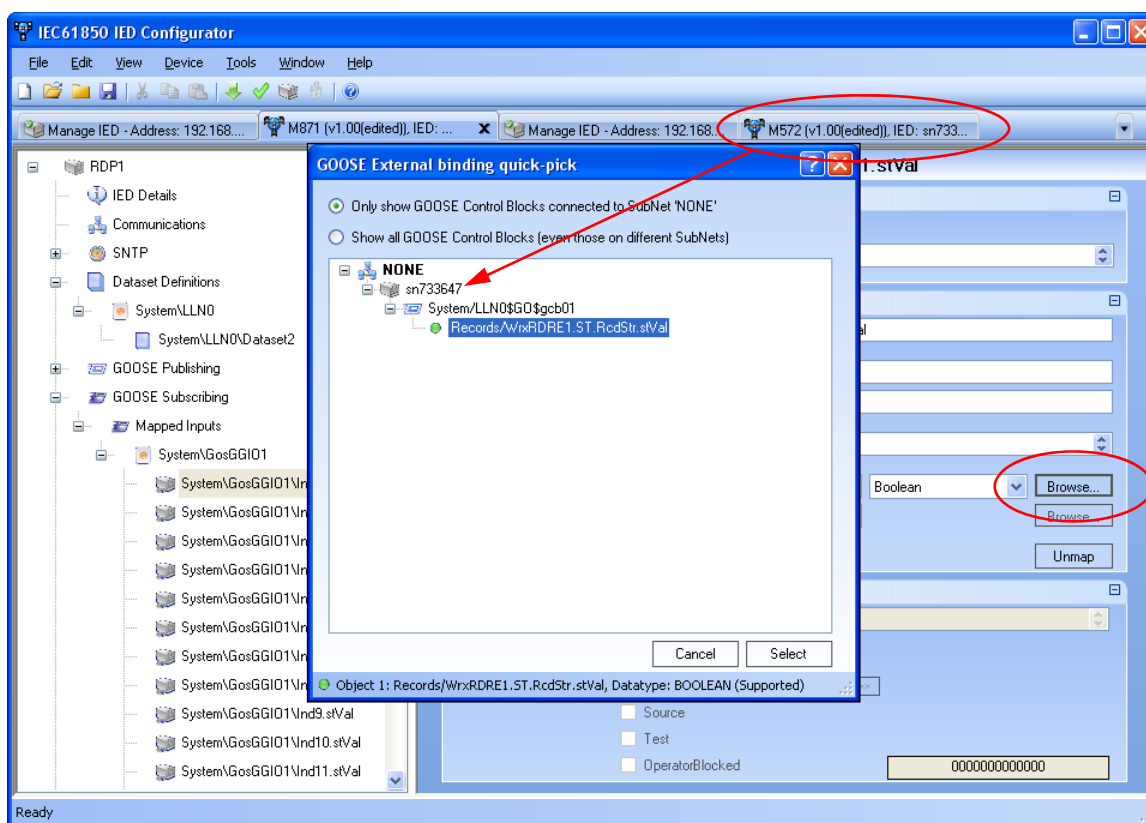 IEC61850 IED Configurator
File Edit View Device Tools Window Help
Manage IED - Address: 192.168.... M871 (v1.00(edited)), IED: ... Manage IED - Address: 192.168... M572 (v1.00(edited)), IED: sn733...
RDP1
IED Details
Communications
SNTP
Dataset Definitions
System\LLN0
System\LLN0\Dataset2
GOOSE Publishing
GOOSE Subscribing
Mapped Inputs
System\GosGGIO1
System\GosGGIO1\In
System\GosGGIO1\In
System\GosGGIO1\In
System\GosGGIO1\In
System\GosGGIO1\In
System\GosGGIO1\In
System\GosGGIO1\In
System\GosGGIO1\In
System\GosGGIO1\Ind9.stVal
System\GosGGIO1\Ind10.stVal
System\GosGGIO1\Ind11.stVal
GOOSE External binding quick-pick
Only show GOOSE Control Blocks connected to SubNet 'NONE'
Show all GOOSE Control Blocks (even those on different SubNets)
NONE
sn733647
System/LLN0$GO$gcb01
Records/WrxRDRE1.ST.RcdStr.stVal
Cancel Select
Object 1: Records/WrxRDRE1.ST.RcdStr.stVal, Datatype: BOOLEAN (Supported)
1.stVal
al
Boolean Browse...
Browse...
Unmap
>>
Source
Test
OperatorBlocked
0000000000000
Ready